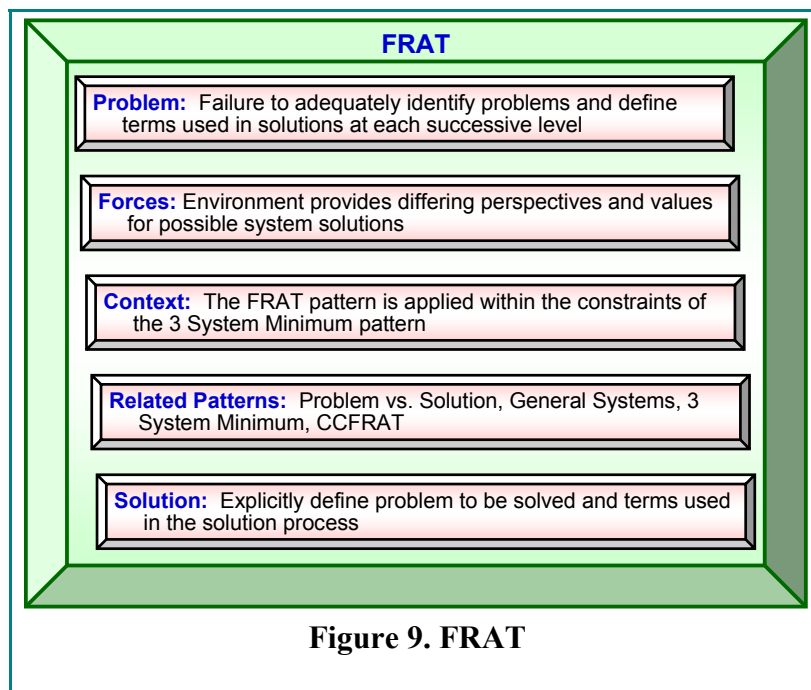 FRAT
Problem: Failure to adequately identify problems and define
terms used in solutions at each successive level
Forces: Environment provides differing perspectives and values
for possible system solutions
Context: The FRAT pattern is applied within the constraints of
the 3 System Minimum pattern
Related Patterns: Problem vs. Solution, General Systems, 3
System Minimum, CCFRAT
Solution: Explicitly define problem to be solved and terms used
in the solution process
Figure 9. FRAT